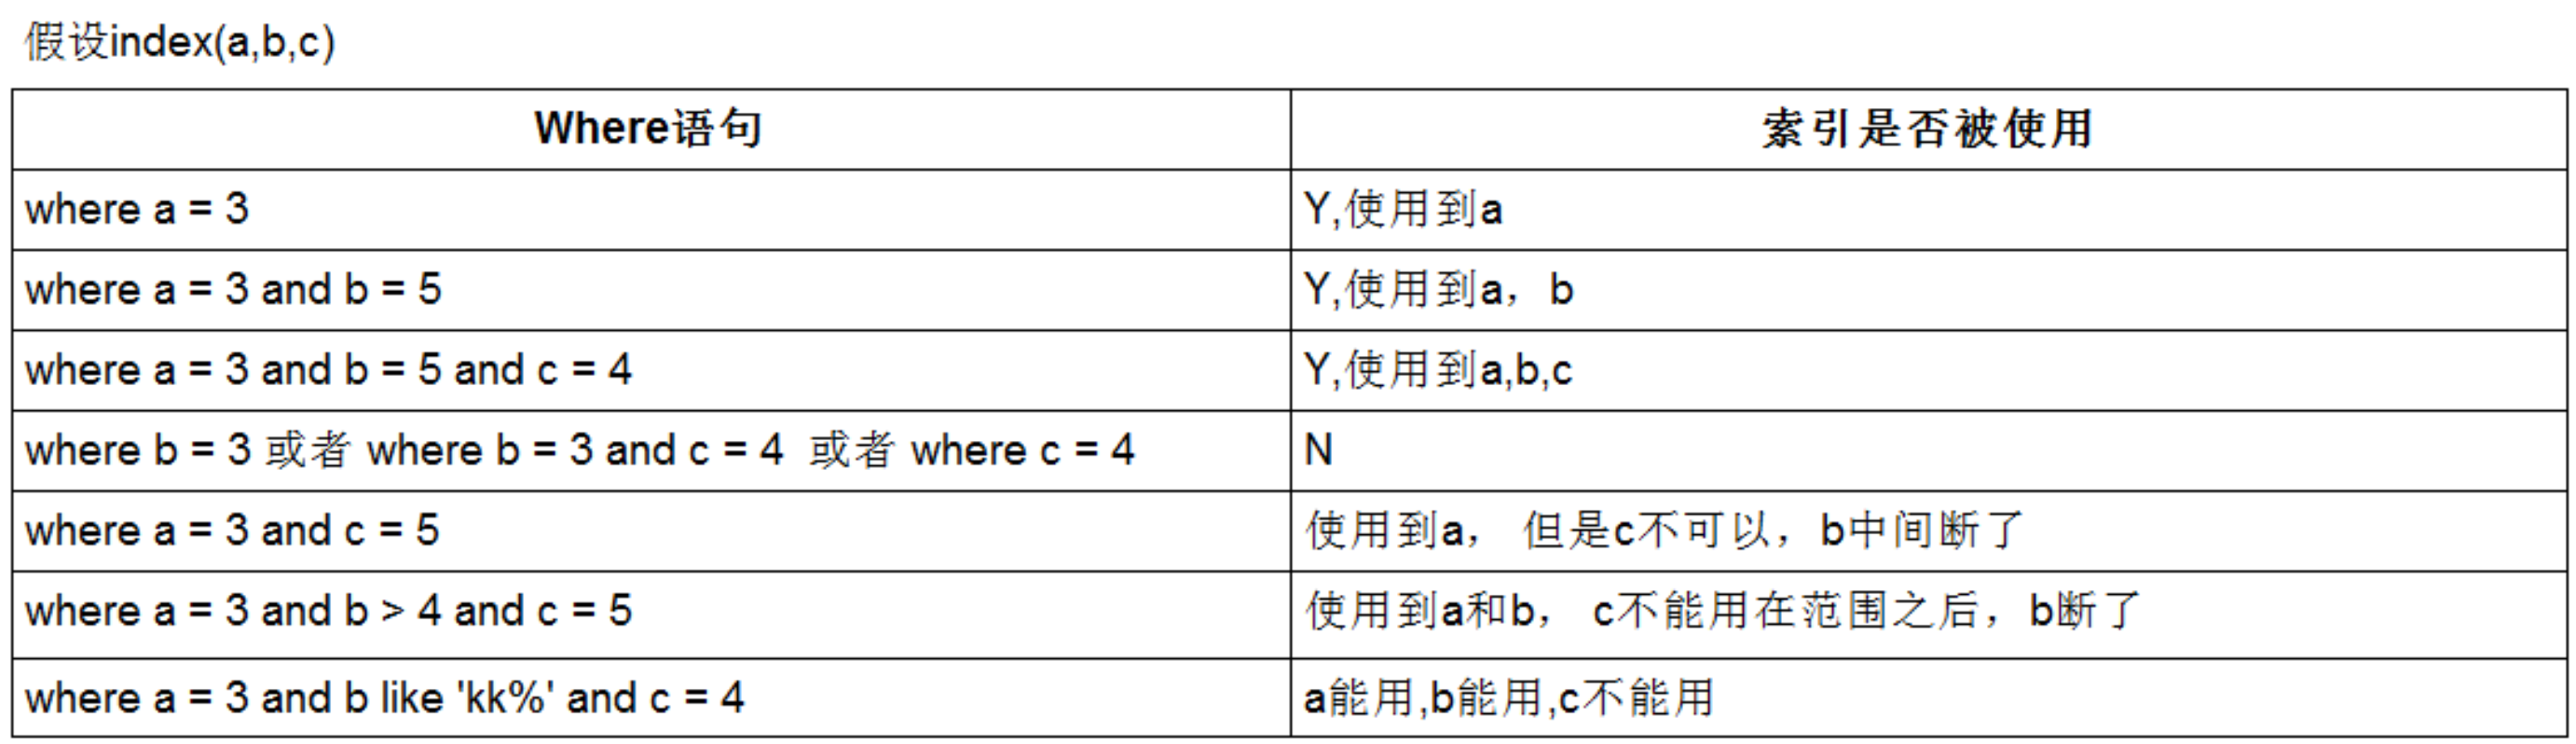 假设index(a,b,c)
Where语句 索引是否被使用
where a = 3 Y,使用到a
where a = 3 and b = 5 Y,使用到a，b
where a = 3 and b = 5 and c = 4 Y,使用到a,b,c
where b = 3 或者 where b = 3 and c = 4 或者 where c = 4 N
where a = 3 and c = 5 使用到a， 但是c不可以，b中间断了
where a = 3 and b > 4 and c = 5 使用到a和b， c不能用在范围之后，b断了
where a = 3 and b like 'kk%' and c = 4 a能用,b能用,c不能用